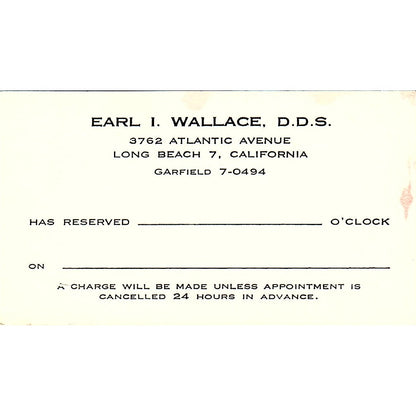 EARL I. WALLACE, D.D.S.
3762 ATLANTIC AVENUE
LONG BEACH 7, CALIFORNIA
GARFIELD 7-0494
HAS RESERVED O'CLOCK
ON
A CHARGE WILL BE MADE UNLESS APPOINTMENT IS
CANCELLED 24 HOURS IN ADVANCE.